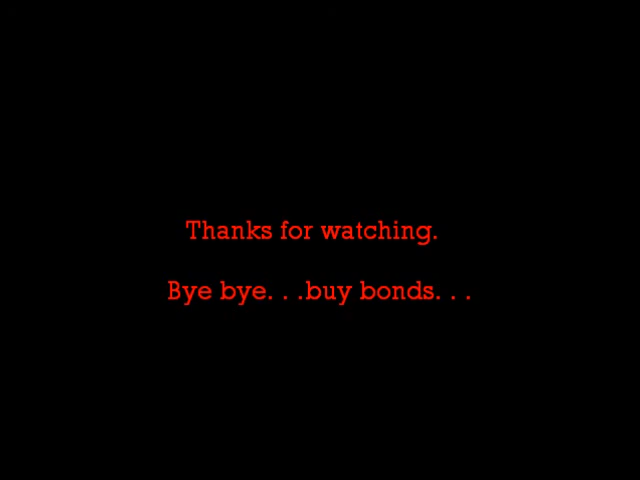 Thanks for watching.
Bye bye. . .buy bonds. . .